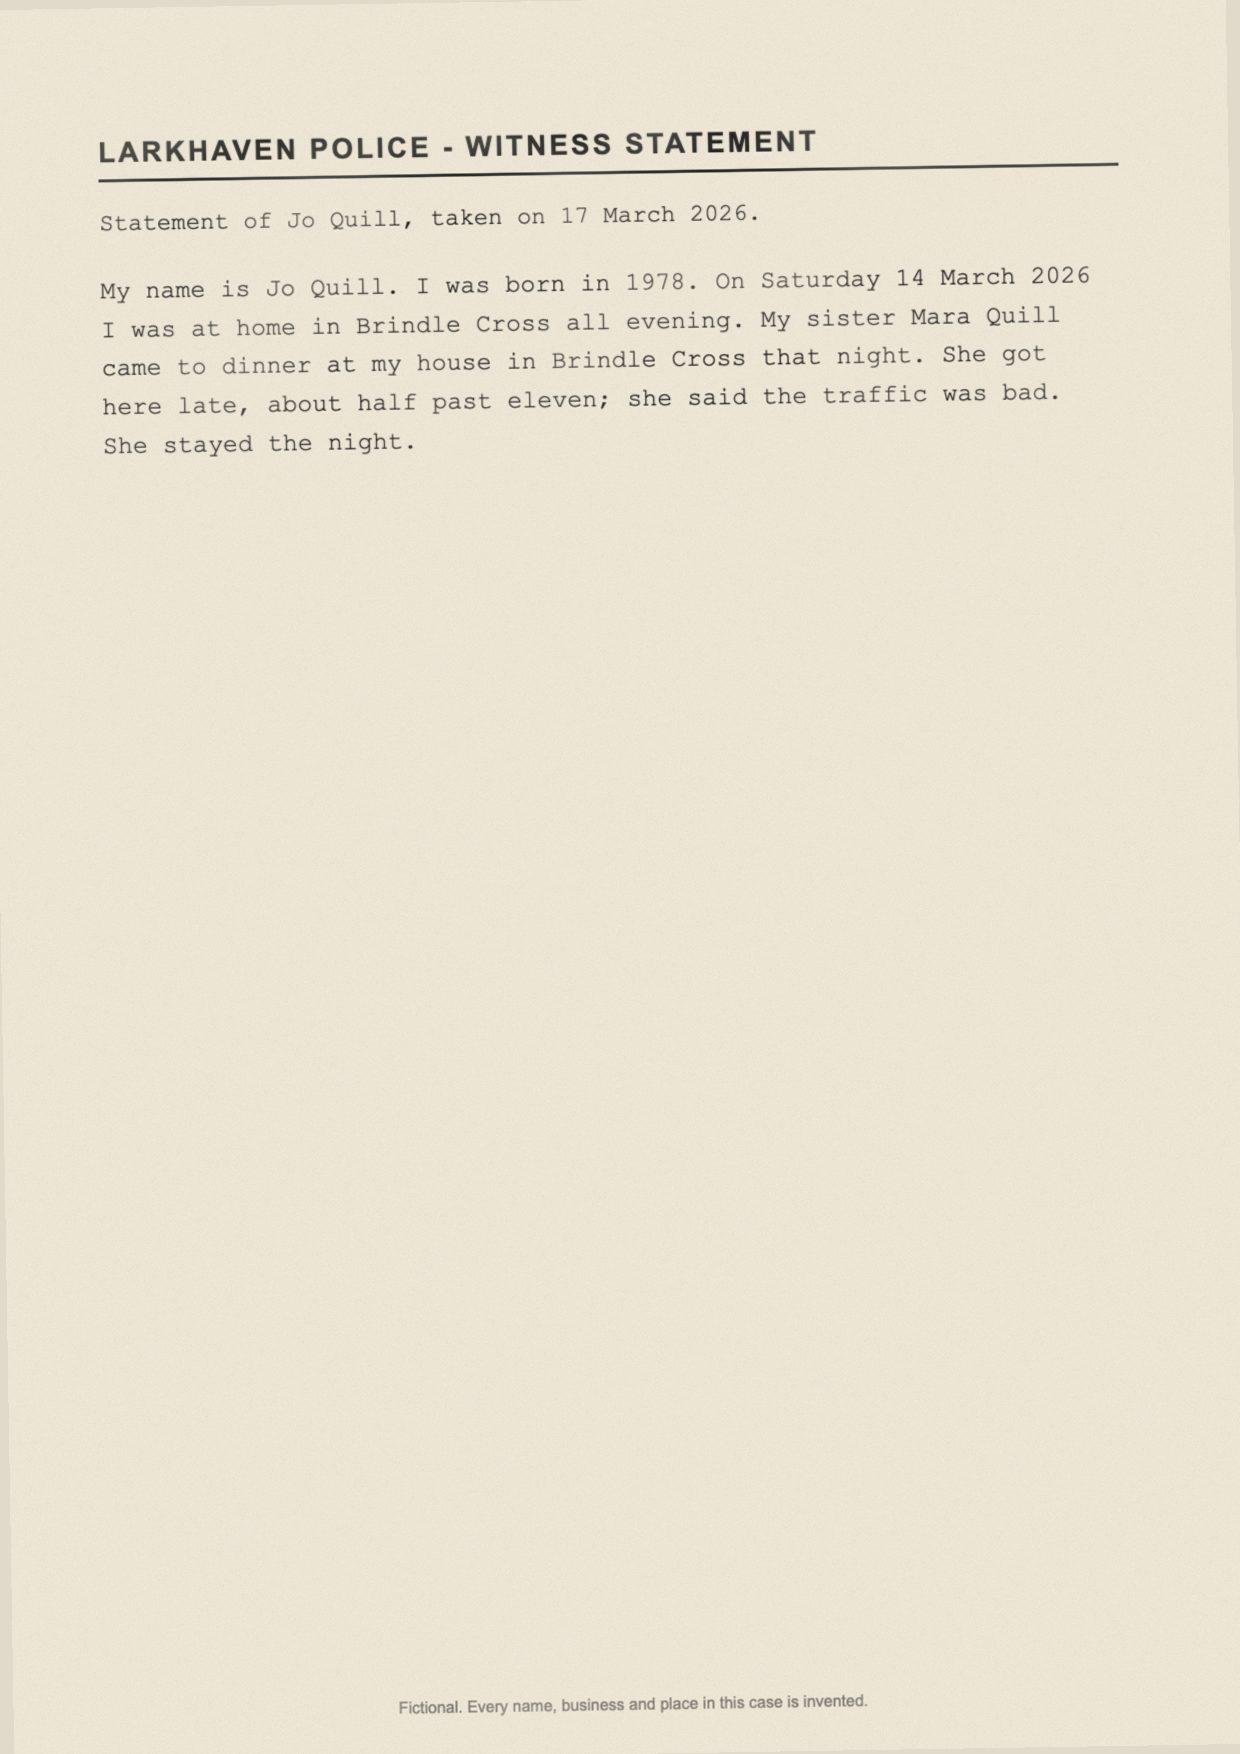 LARKHAVEN POLICE - WITNESS STATEMENT
Statement of Jo Quill, taken on 17 March 2026.
My name is Jo Quill. I was born in 1978. On Saturday 14 March 2026
I was at home in Brindle Cross all evening. My sister Mara Quill
came to dinner at my house in Brindle Cross that night. She got
here late, about half past eleven; she said the traffic was bad.
She stayed the night.
Fictional. Every name, business and place in this case is invented.